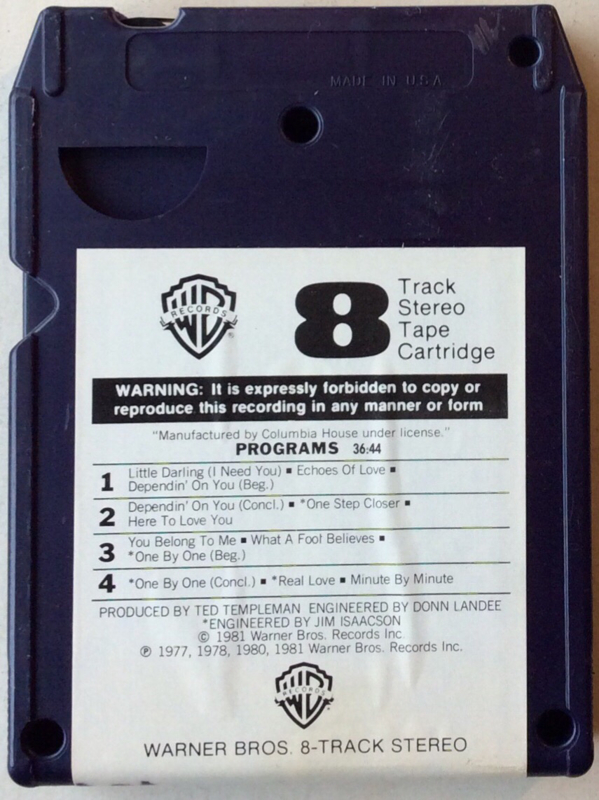 MADE IN U.S.A.
WB
RECORDS
8
Track
Stereo
Tape
Cartridge
WARNING: It is expressly forbidden to copy or
reproduce this recording in any manner or form
"Manufactured by Columbia House under license."
PROGRAMS 36:44
1 Little Darling (I Need You) ▪ Echoes Of Love ▪
Dependin' On You (Beg.)
2 Dependin' On You (Concl.) ▪ *One Step Closer ▪
Here To Love You
3 You Belong To Me ▪ What A Fool Believes ▪
*One By One (Beg.)
4 *One By One (Concl.) ▪ *Real Love ▪ Minute By Minute
PRODUCED BY TED TEMPLEMAN ENGINEERED BY DONN LANDEE
*ENGINEERED BY JIM ISAACSON
© 1981 Warner Bros. Records Inc
℗ 1977, 1978, 1980, 1981 Warner Bros. Records Inc.
WB
RECORDS
WARNER BROS. 8-TRACK STEREO